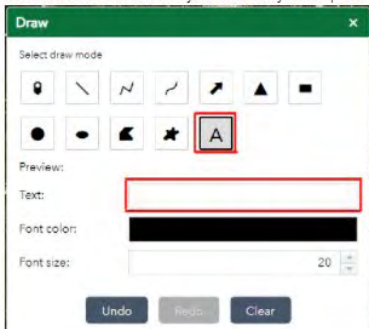 Draw ×
Select draw mode
A
Preview:
Text:
Font color:
Font size: 20
Undo Redo Clear